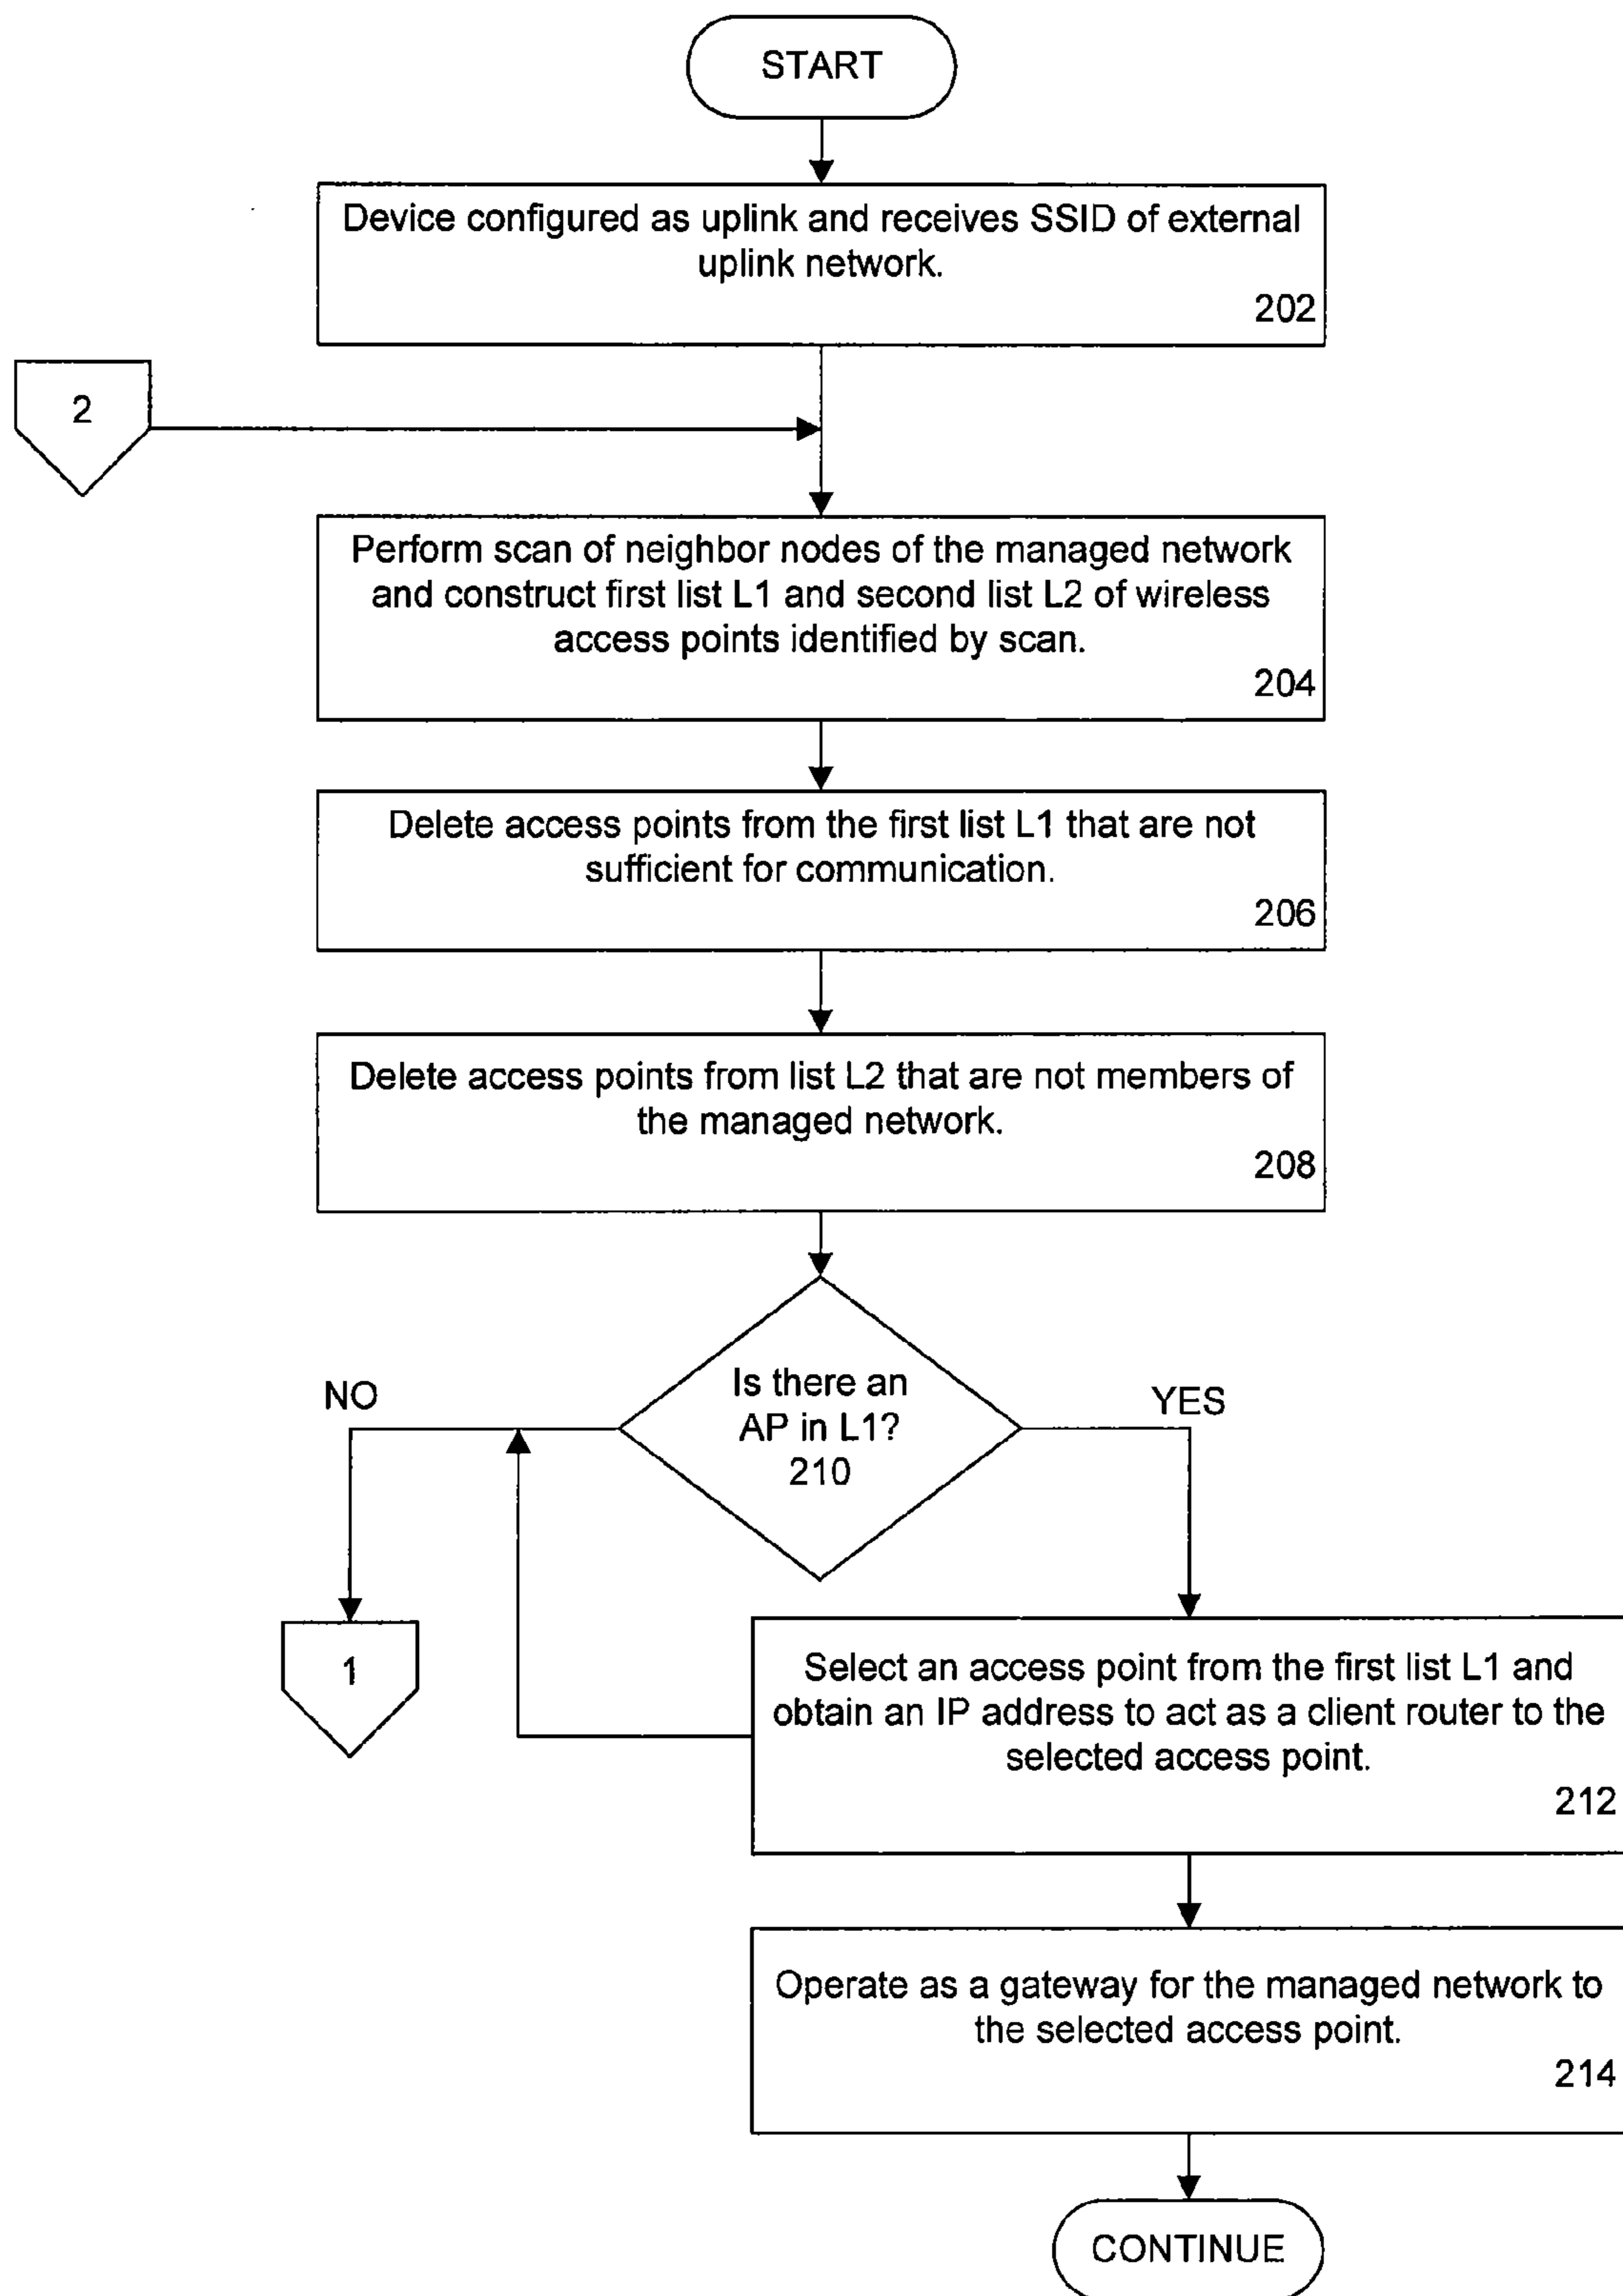 START
Device configured as uplink and receives SSID of external
uplink network.
202
2
Perform scan of neighbor nodes of the managed network
and construct first list L1 and second list L2 of wireless
access points identified by scan.
204
Delete access points from the first list L1 that are not
sufficient for communication.
206
Delete access points from list L2 that are not members of
the managed network.
208
Is there an
AP in L1?
210
NO
YES
1
Select an access point from the first list L1 and
obtain an IP address to act as a client router to the
selected access point.
212
Operate as a gateway for the managed network to
the selected access point.
214
CONTINUE